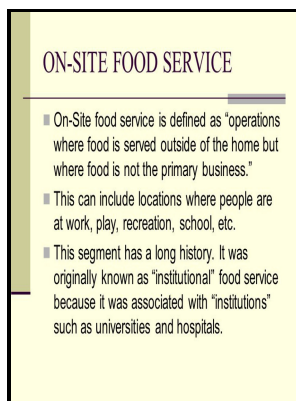 ON-SITE FOOD SERVICE
On-Site food service is defined as “operations
where food is served outside of the home but
where food is not the primary business.”
This can include locations where people are
at work, play, recreation, school, etc.
This segment has a long history. It was
originally known as “institutional” food service
because it was associated with “institutions”
such as universities and hospitals.